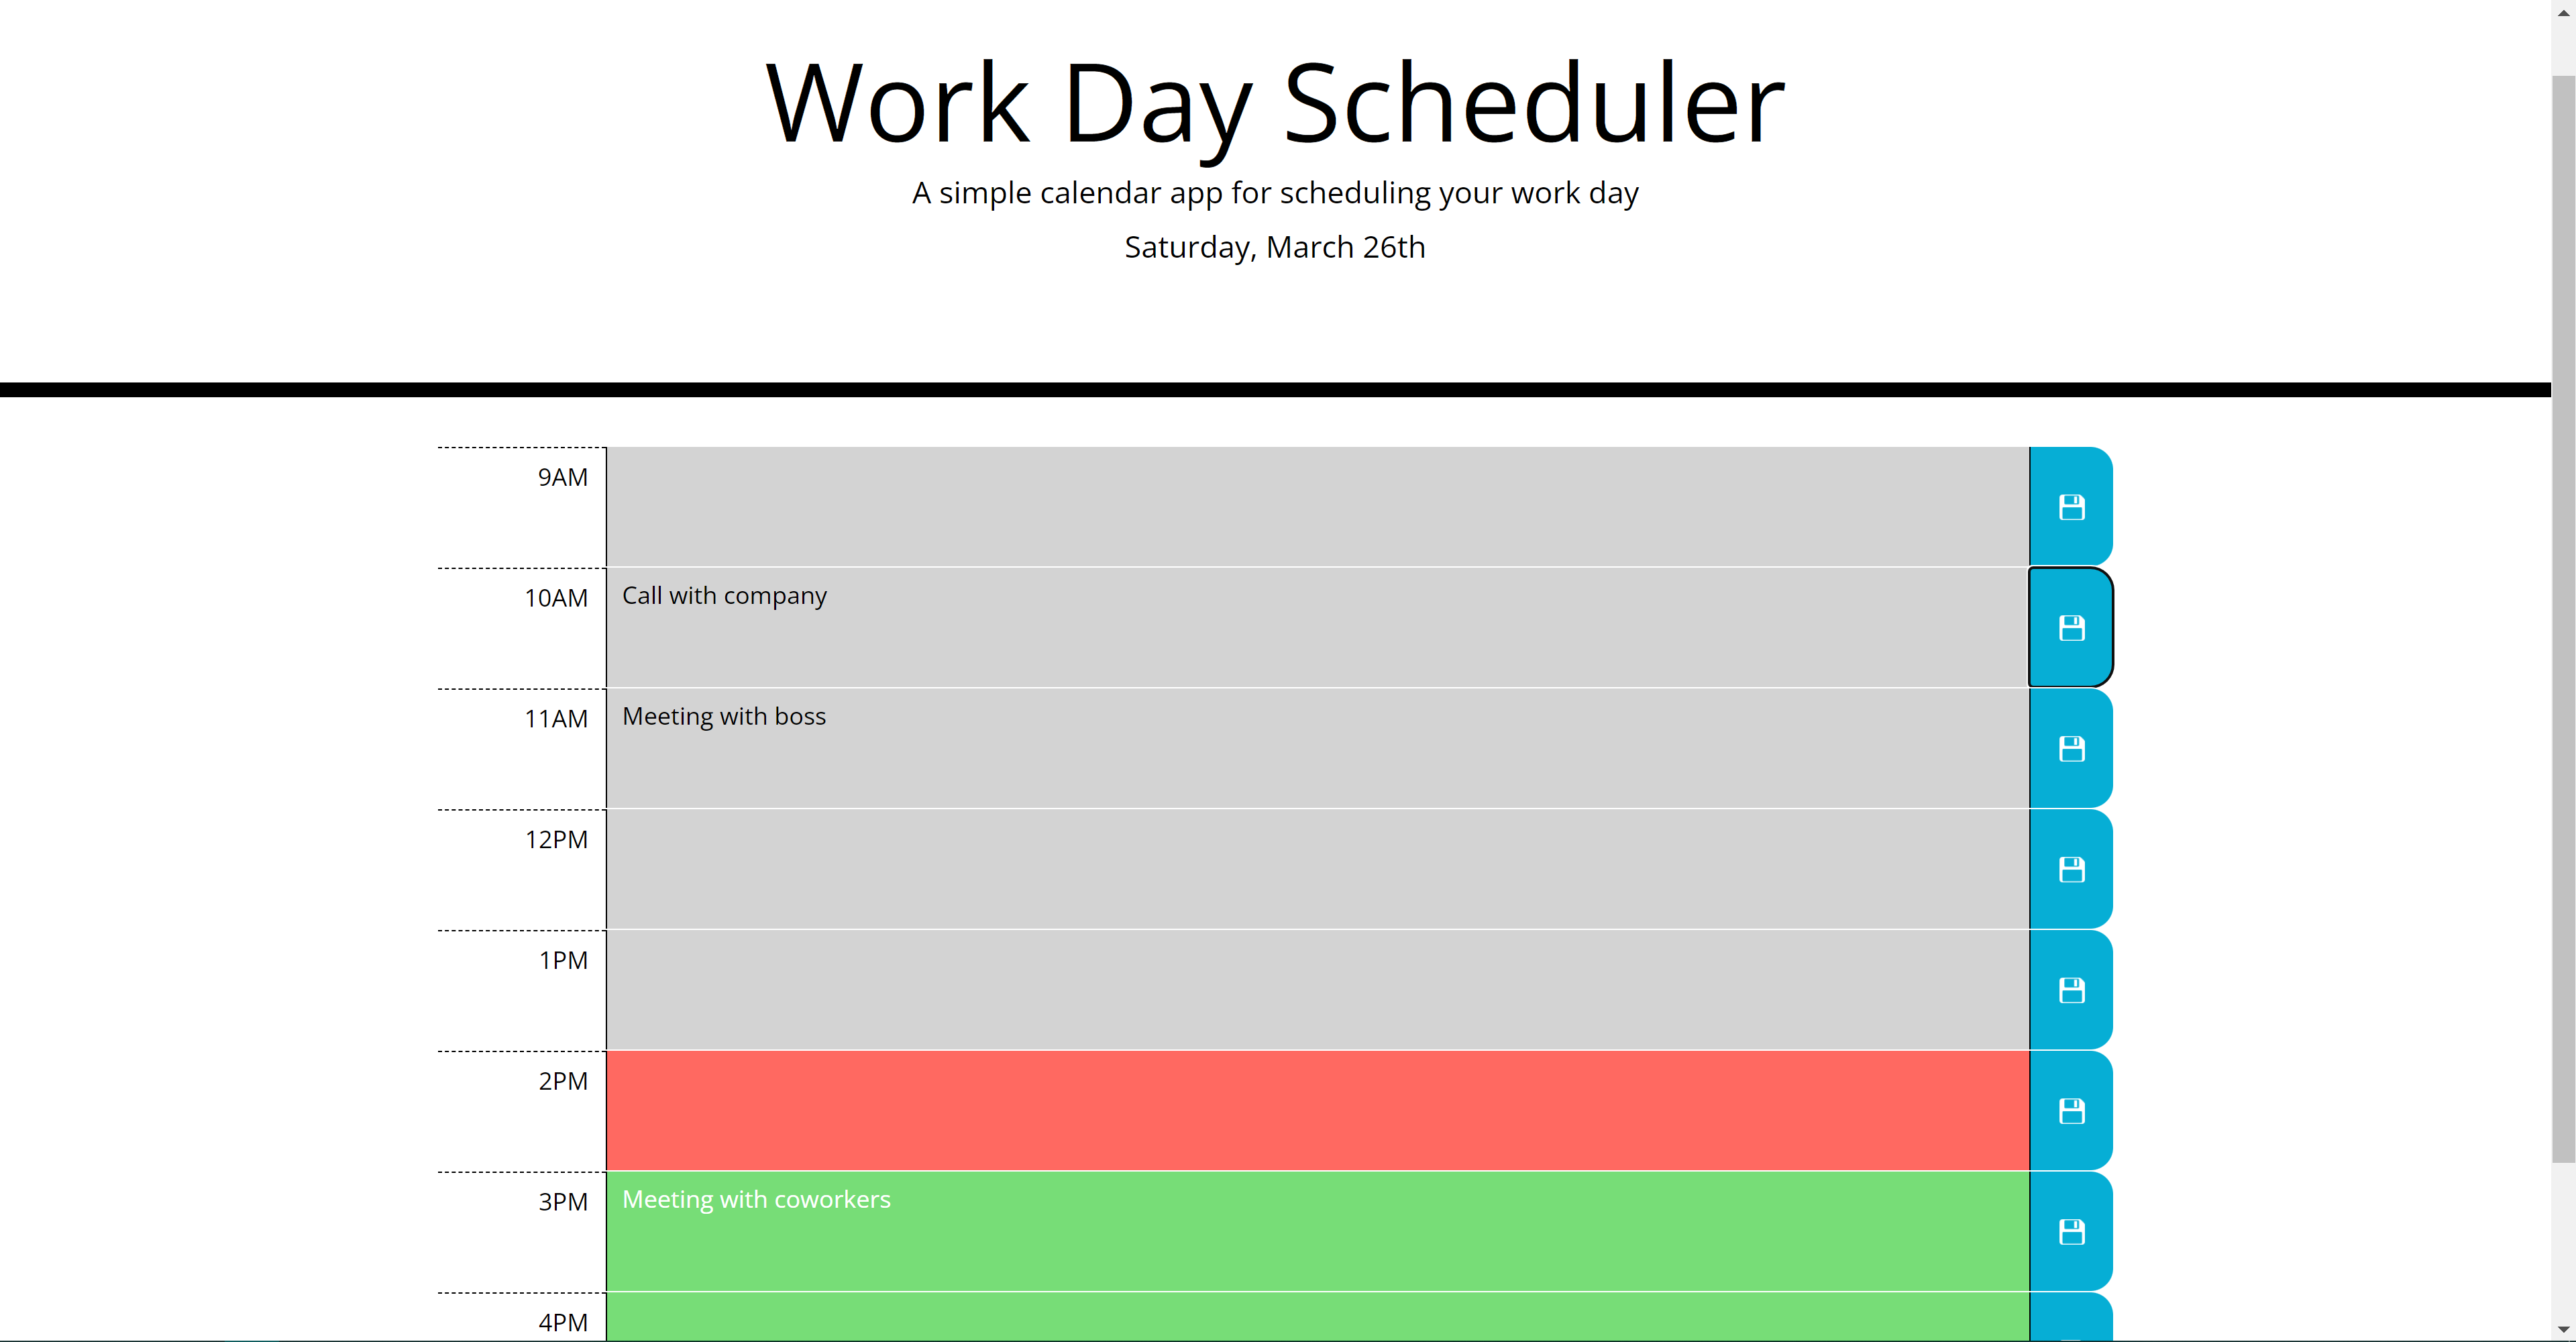 Work Day Scheduler
A simple calendar app for scheduling your work day
Saturday, March 26th
9AM
10AM Call with company
11AM Meeting with boss
12PM
1PM
2PM
3PM Meeting with coworkers
4PM